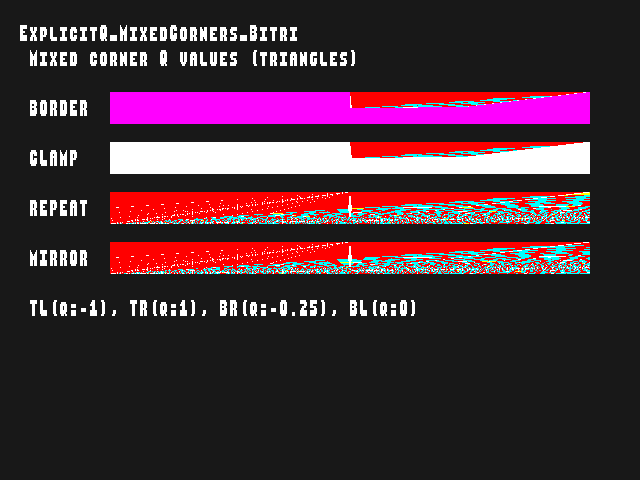 ExplicitQ_MixedCorners_Bitri
Mixed corner Q values (triangles)
Border
Clamp
Repeat
Mirror
TL(q:-1), TR(q:1), BR(q:-0.25), BL(q:0)